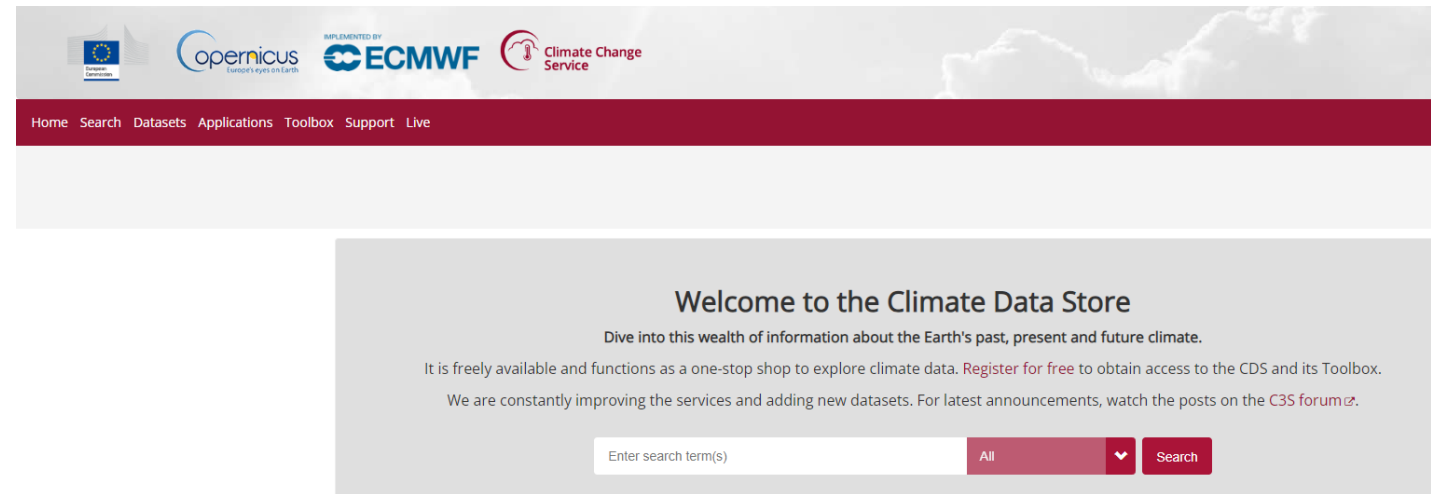 European
Commission
Copernicus
Europe's eyes on Earth
IMPLEMENTED BY
ECMWF
Climate Change
Service
Home Search Datasets Applications Toolbox Support Live
Welcome to the Climate Data Store
Dive into this wealth of information about the Earth's past, present and future climate.
It is freely available and functions as a one-stop shop to explore climate data. Register for free to obtain access to the CDS and its Toolbox.
We are constantly improving the services and adding new datasets. For latest announcements, watch the posts on the C3S forum.
Enter search term(s) All Search